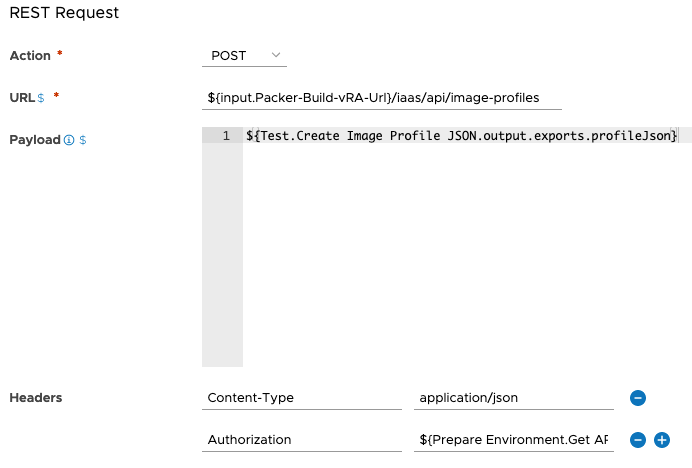 REST Request
Action *
POST
URL $ *
${input.Packer-Build-vRA-Url}/iaas/api/image-profiles
Payload ⓘ $
1 ${Test.Create Image Profile JSON.output.exports.profileJson}
Headers
Content-Type application/json
Authorization ${Prepare Environment.Get AP